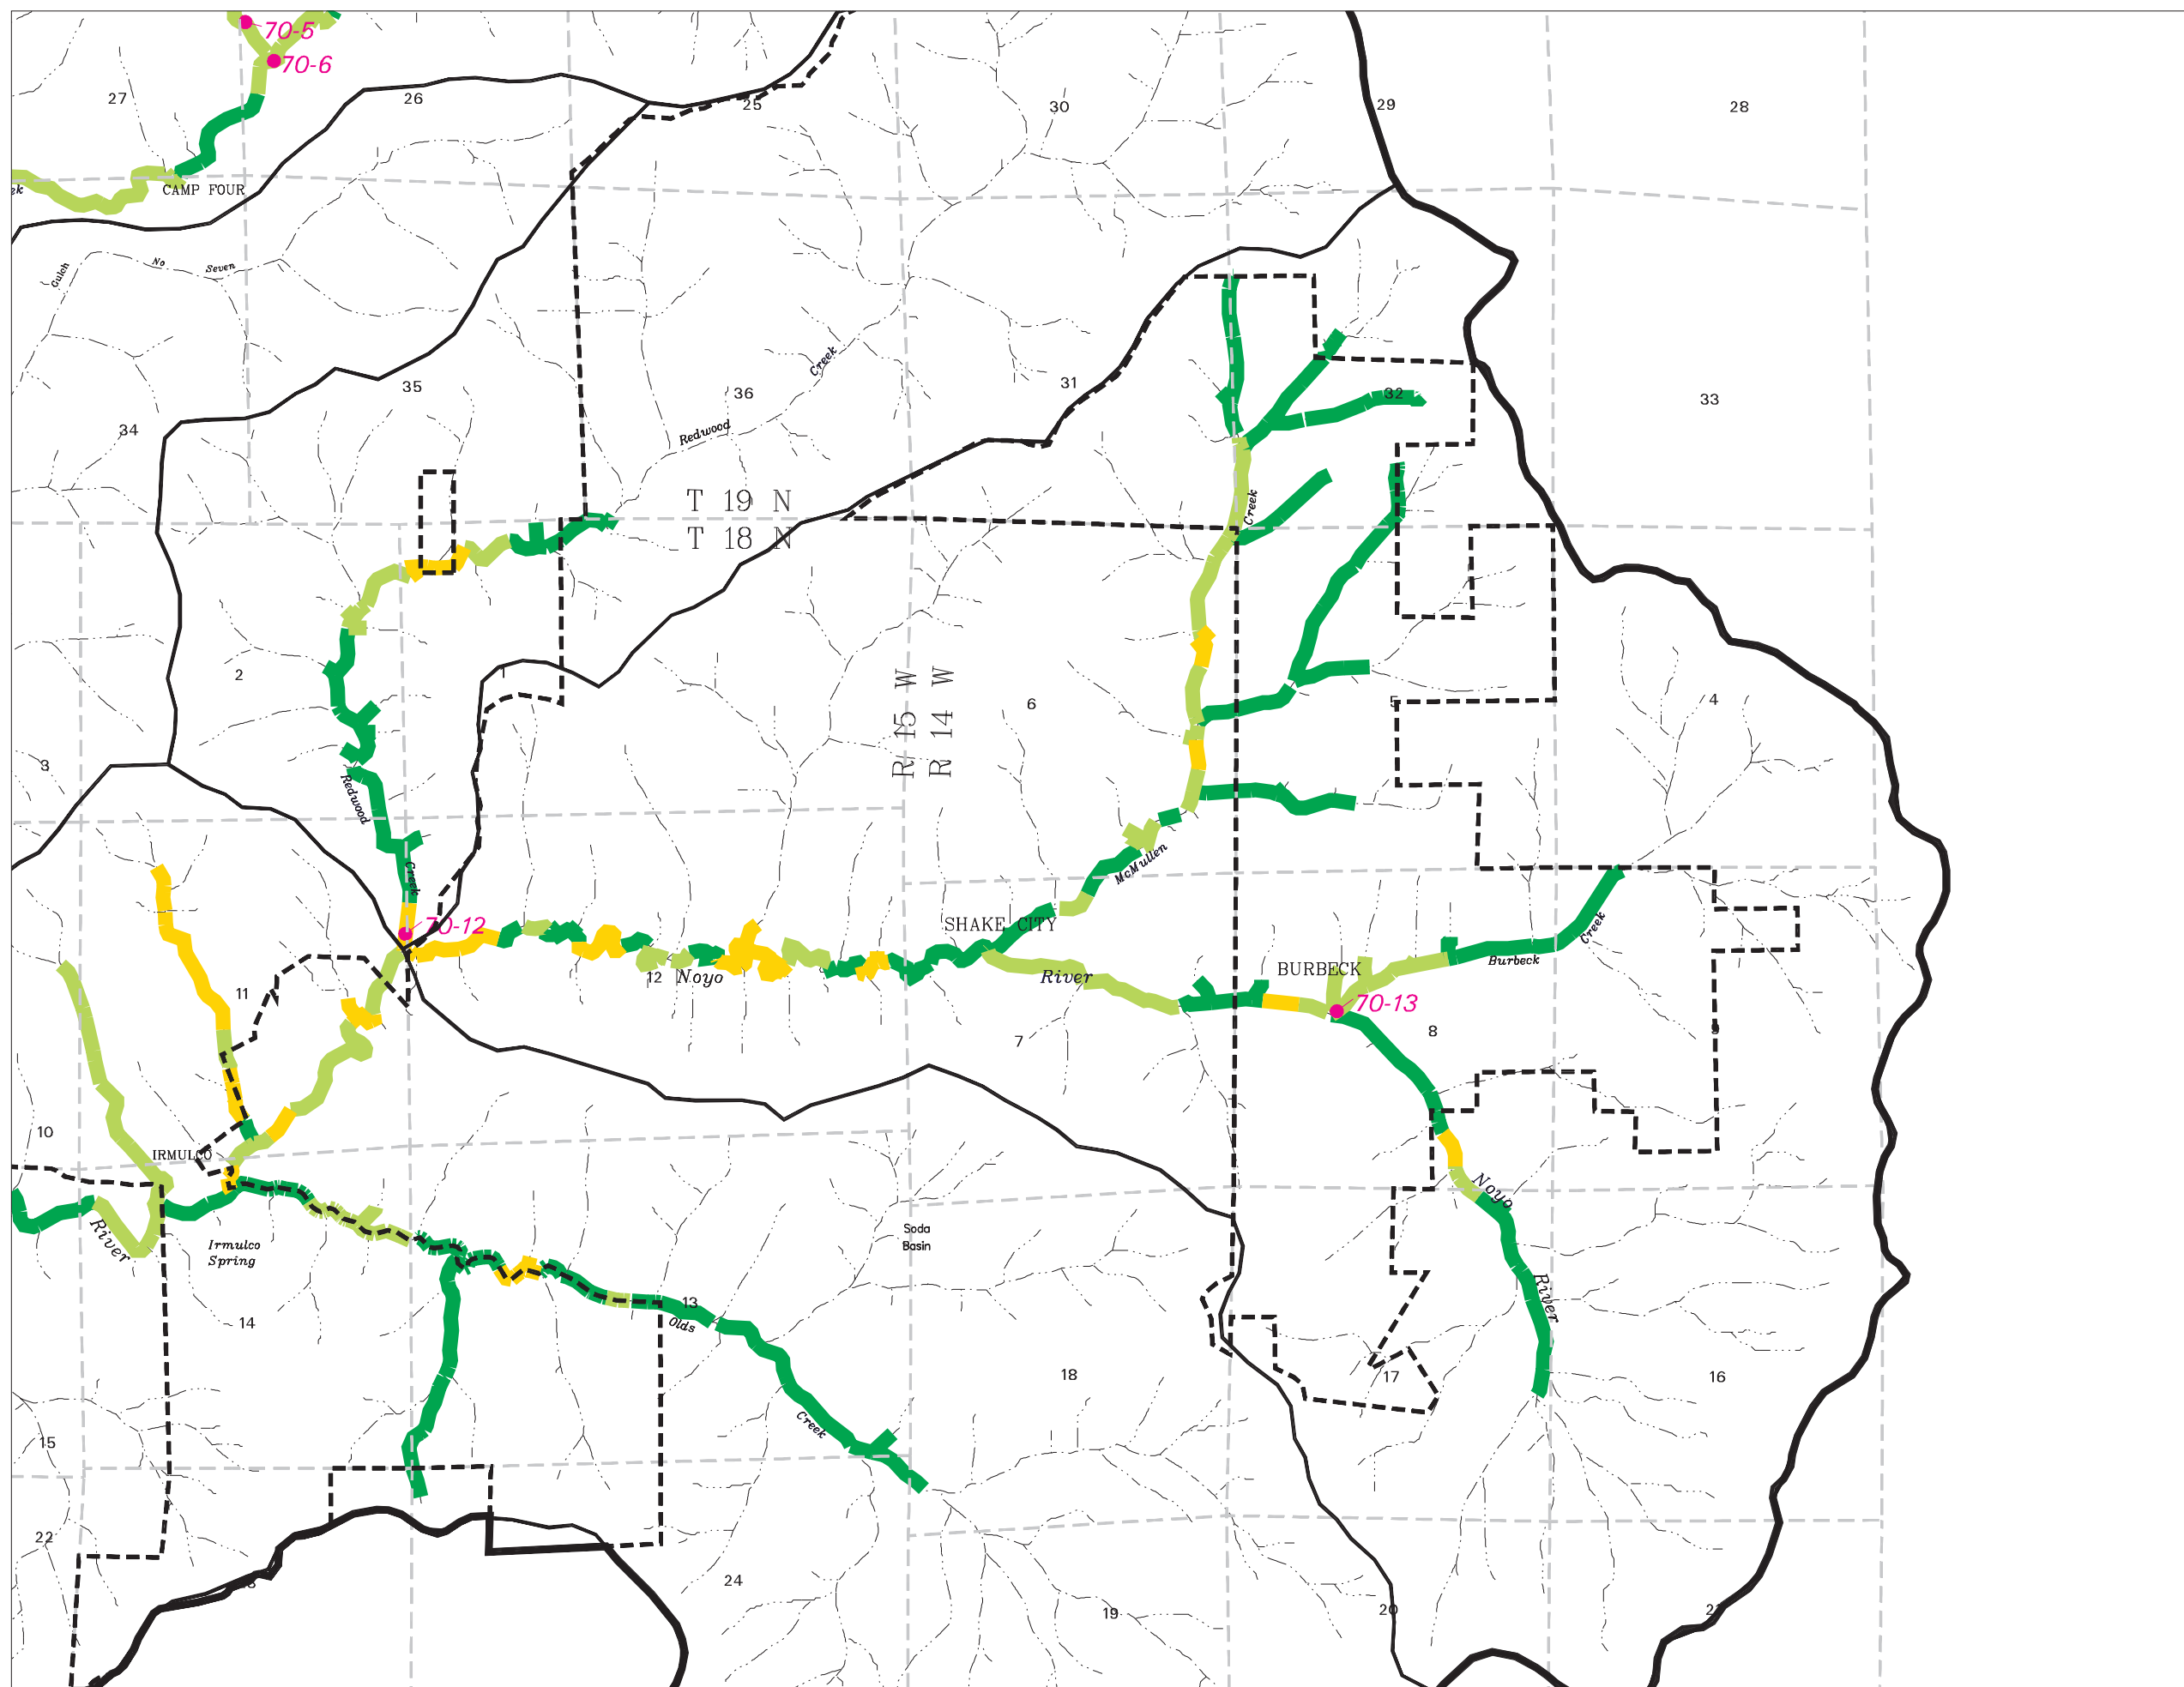 70-5
70-6
27
26
25
30
29
28
CAMP FOUR
ek
Gulch
No
Seven
34
35
36
Creek
Redwood
31
32
33
T 19 N
T 18 N
Creek
2
3
R 15 W
R 14 W
6
5
4
Redwood
Creek
McMullen
70-12
SHAKE CITY
12
Noyo
River
BURBECK
70-13
Burbeck
Creek
11
7
8
9
10
IRMULCO
River
Irmulco
Spring
Soda
Basin
Noyo
River
14
13
Olds
Creek
18
17
16
15
22
24
19
20